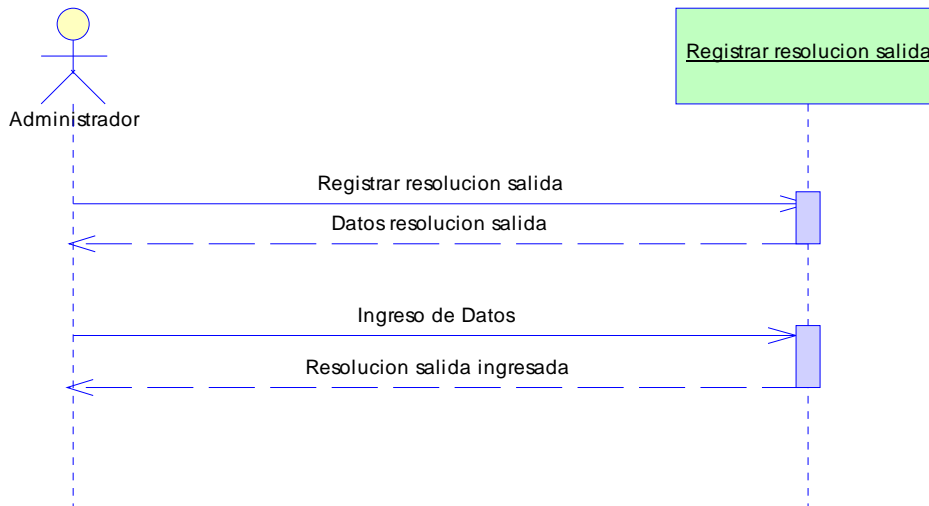 Registrar resolucion salida
Administrador
Registrar resolucion salida
Datos resolucion salida
Ingreso de Datos
Resolucion salida ingresada